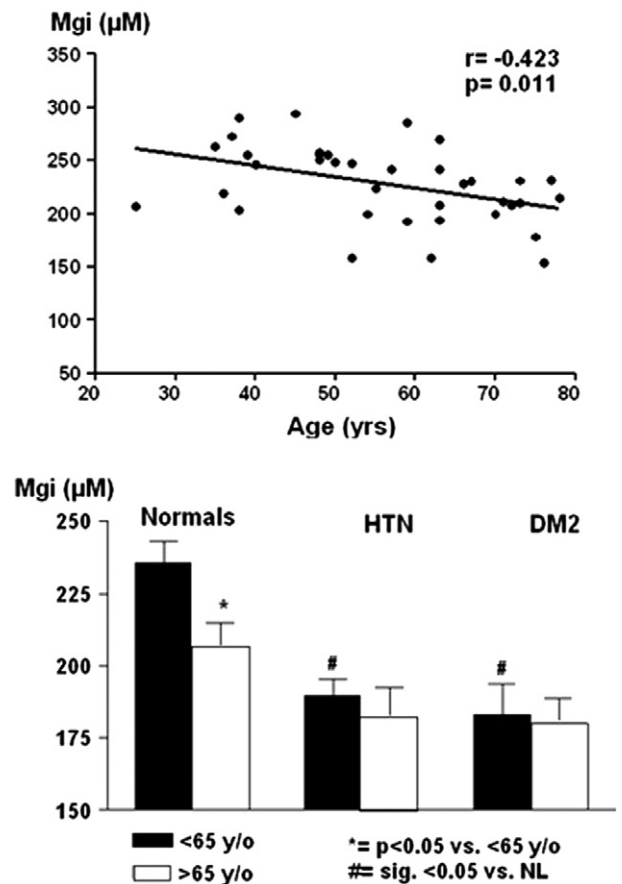 Mgi (µM)
r= -0.423
p= 0.011
350
300
250
200
150
100
50
20 30 40 50 60 70 80
Age (yrs)
Mgi (µM)
Normals HTN DM2
250
225
200
175
150
*
#
#
<65 y/o *= p<0.05 vs. <65 y/o
>65 y/o #= sig. <0.05 vs. NL